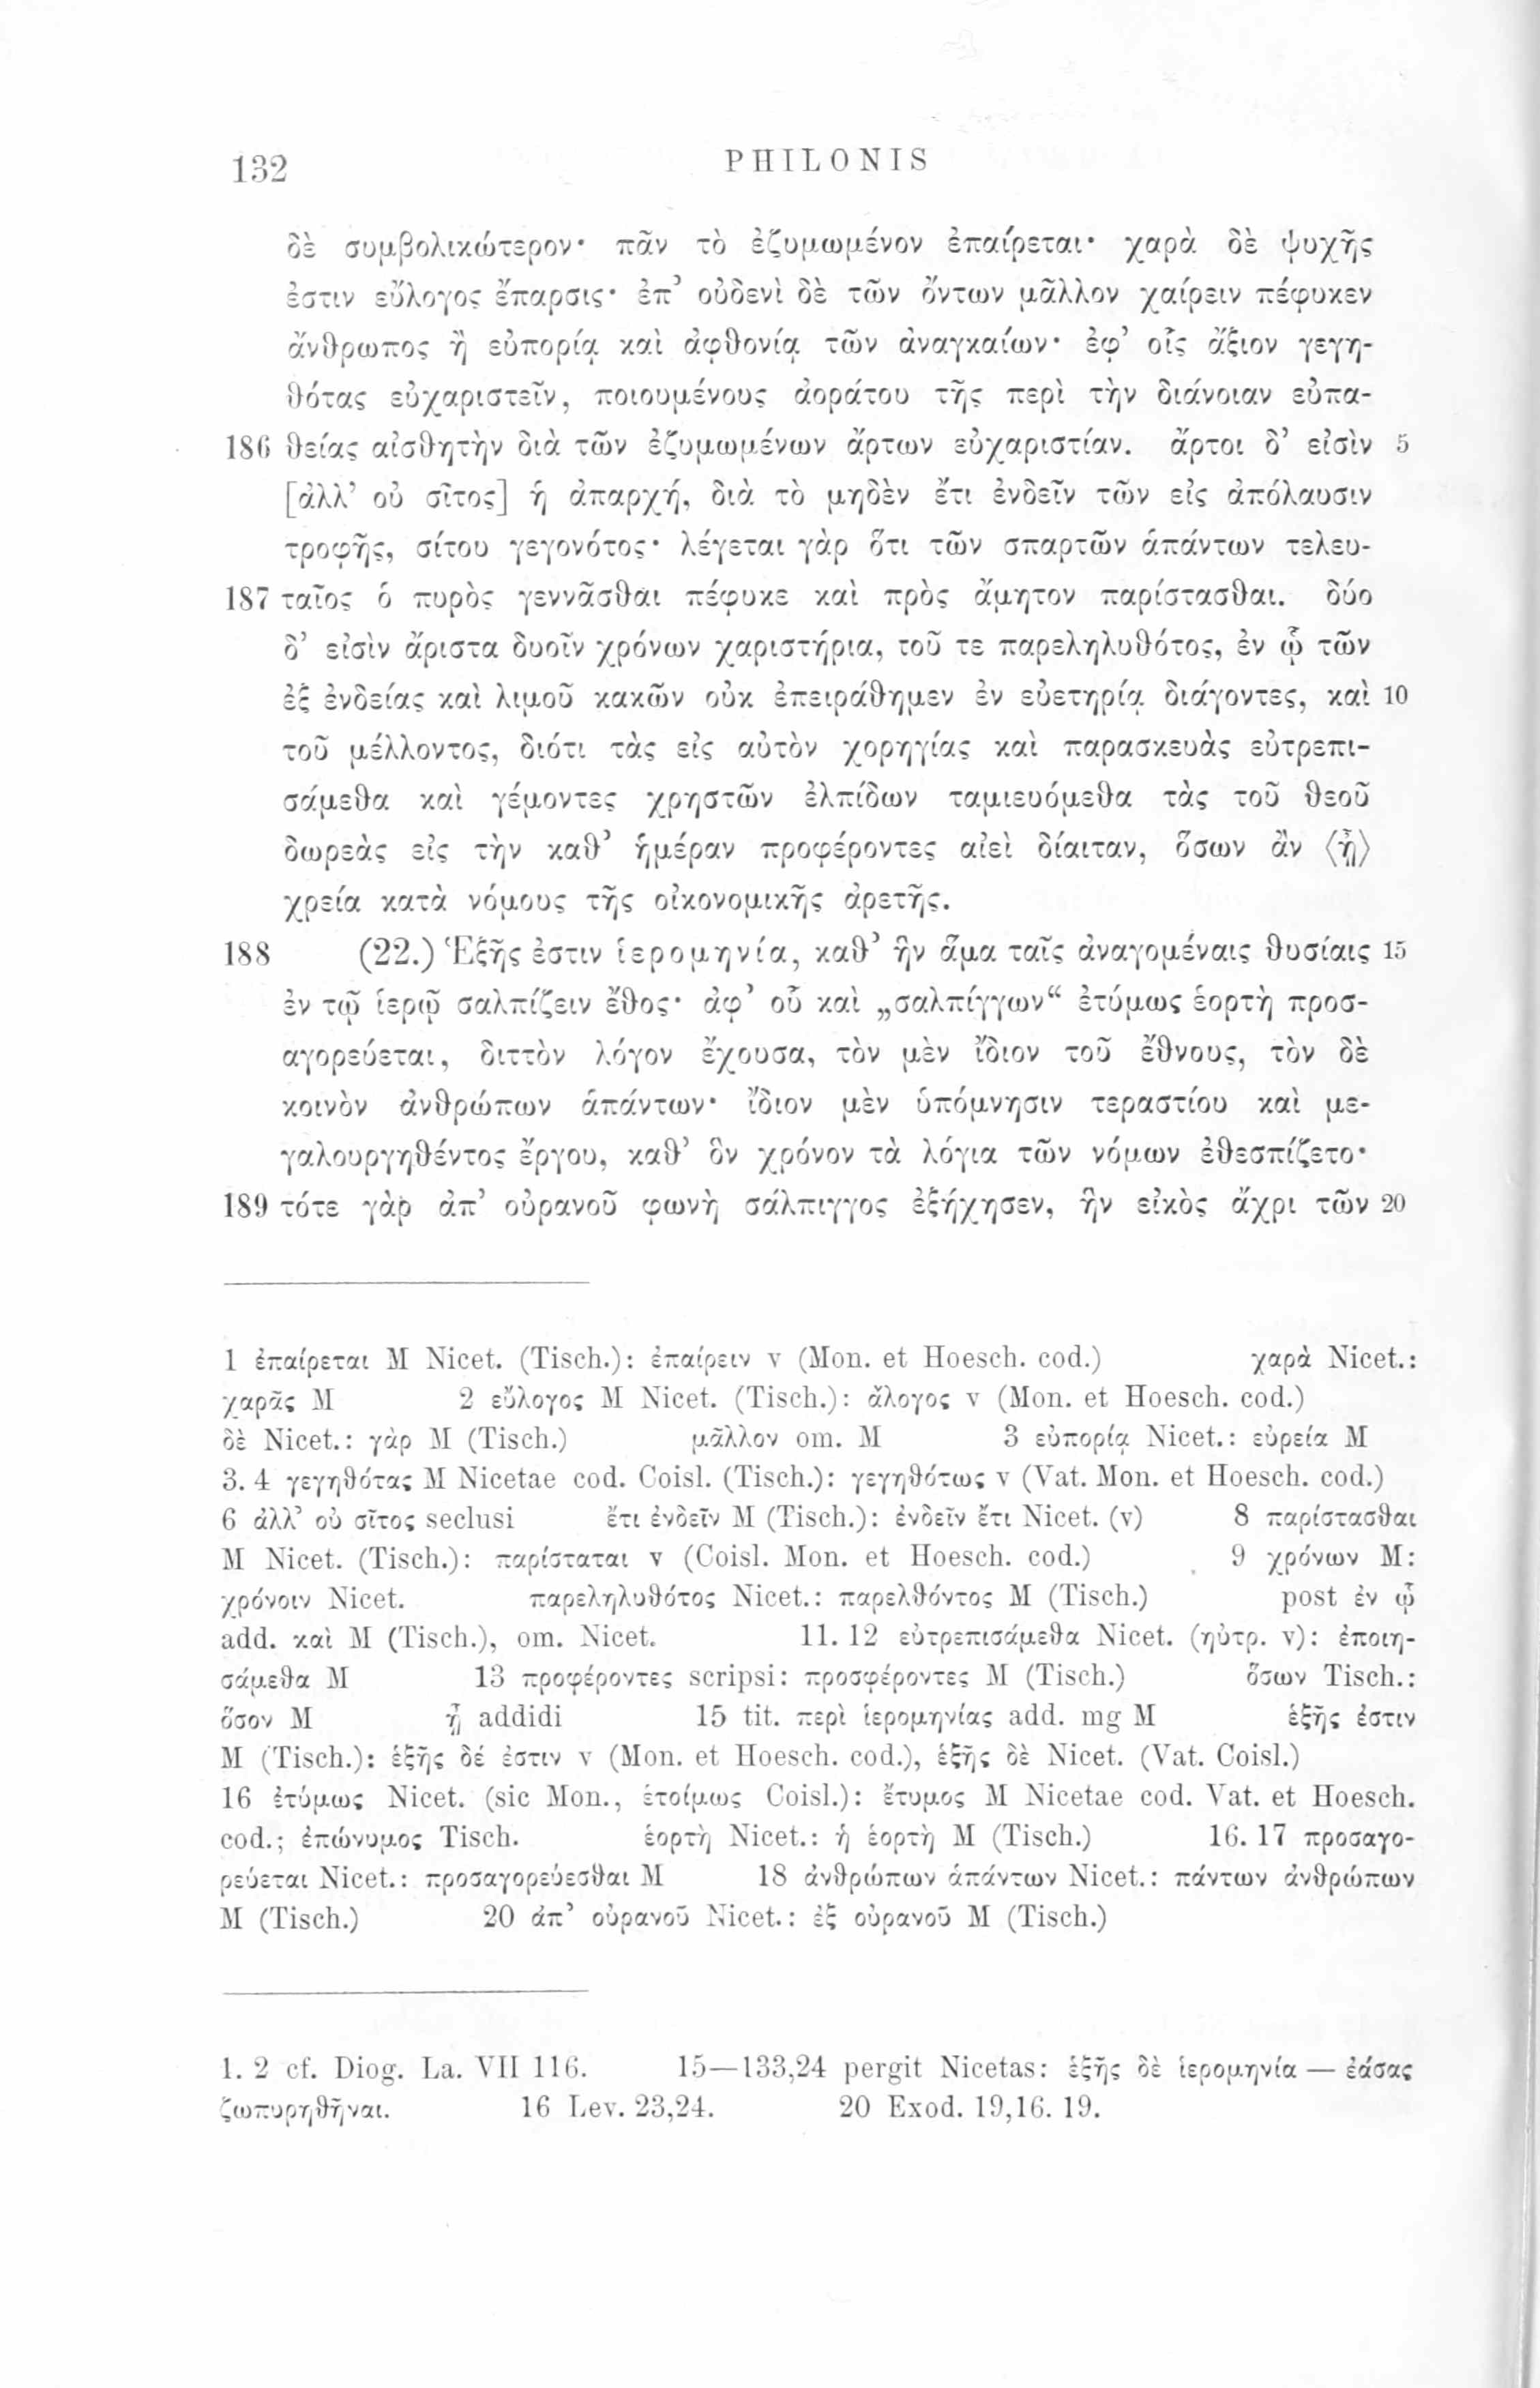 132 PHILONIS
δὲ συμβολικώτερον· πᾶν τὸ ἐζυμωμένον ἐπαίρεται· χαρὰ δὲ ψυχῆς
ἐστιν εὔλογος ἔπαρσις· ἐπ’ οὐδενὶ δὲ τῶν ὄντων μᾶλλον χαίρειν πέφυκεν
ἄνθρωπος ἢ εὐπορίᾳ καὶ ἀφθονίᾳ τῶν ἀναγκαίων· ἐφ’ οἷς ἄξιον γεγη-
θότας εὐχαριστεῖν, ποιουμένους ἀοράτου τῆς περὶ τὴν διάνοιαν εὐπα-
186 θείας αἰσθητὴν διὰ τῶν ἐζυμωμένων ἄρτων εὐχαριστίαν. ἄρτοι δ’ εἰσὶν 5
[ἀλλ’ οὐ σῖτος] ἡ ἀπαρχή, διὰ τὸ μηδὲν ἔτι ἐνδεῖν τῶν εἰς ἀπόλαυσιν
τροφῆς, σίτου γεγονότος· λέγεται γὰρ ὅτι τῶν σπαρτῶν ἁπάντων τελευ-
187 ταῖος ὁ πυρὸς γεννᾶσθαι πέφυκε καὶ πρὸς ἄμητον παρίστασθαι. δύο
δ’ εἰσὶν ἄριστα δυοῖν χρόνων χαριστήρια, τοῦ τε παρεληλυθότος, ἐν ᾧ τῶν
ἐξ ἐνδείας καὶ λιμοῦ κακῶν οὐκ ἐπειράθημεν ἐν εὐετηρίᾳ διάγοντες, καὶ 10
τοῦ μέλλοντος, διότι τὰς εἰς αὐτὸν χορηγίας καὶ παρασκευὰς εὐτρεπι-
σάμεθα καὶ γέμοντες χρηστῶν ἐλπίδων ταμιευόμεθα τὰς τοῦ θεοῦ
δωρεὰς εἰς τὴν καθ’ ἡμέραν προφέροντες αἰεὶ δίαιταν, ὅσων ἂν ⟨ᾖ⟩
χρεία κατὰ νόμους τῆς οἰκονομικῆς ἀρετῆς.
188 (22.) Ἑξῆς ἐστιν ἱερομηνία, καθ’ ἣν ἅμα ταῖς ἀναγομέναις θυσίαις 15
ἐν τῷ ἱερῷ σαλπίζειν ἔθος· ἀφ’ οὗ καὶ „σαλπίγγων“ ἐτύμως ἑορτὴ προσ-
αγορεύεται, διττὸν λόγον ἔχουσα, τὸν μὲν ἴδιον τοῦ ἔθνους, τὸν δὲ
κοινὸν ἀνθρώπων ἁπάντων· ἴδιον μὲν ὑπόμνησιν τεραστίου καὶ με-
γαλουργηθέντος ἔργου, καθ’ ὃν χρόνον τὰ λόγια τῶν νόμων ἐθεσπίζετο·
189 τότε γὰρ ἀπ’ οὐρανοῦ φωνὴ σάλπιγγος ἐξήχησεν, ἣν εἰκὸς ἄχρι τῶν 20
1 ἐπαίρεται M Nicet. (Tisch.): ἐπαίρειν v (Mon. et Hoesch. cod.) χαρὰ Nicet.:
χαρᾶς M 2 εὔλογος M Nicet. (Tisch.): ἄλογος v (Mon. et Hoesch. cod.)
δὲ Nicet.: γὰρ M (Tisch.) μᾶλλον om. M 3 εὐπορίᾳ Nicet.: εὐρεία M
3. 4 γεγηθότας M Nicetae cod. Coisl. (Tisch.): γεγηθότως v (Vat. Mon. et Hoesch. cod.)
6 ἀλλ’ οὐ σῖτος seclusi ἔτι ἐνδεῖν M (Tisch.): ἐνδεῖν ἔτι Nicet. (v) 8 παρίστασθαι
M Nicet. (Tisch.): παρίσταται v (Coisl. Mon. et Hoesch. cod.) 9 χρόνων M:
χρόνοιν Nicet. παρεληλυθότος Nicet.: παρελθόντος M (Tisch.) post ἐν ᾧ
add. καὶ M (Tisch.), om. Nicet. 11. 12 εὐτρεπισάμεθα Nicet. (ηὐτρ. v): ἐποιη-
σάμεθα M 13 προφέροντες scripsi: προσφέροντες M (Tisch.) ὅσων Tisch.:
ὅσον M ᾖ addidi 15 tit. περὶ ἱερομηνίας add. mg M ἑξῆς ἐστιν
M (Tisch.): ἑξῆς δέ ἐστιν v (Mon. et Hoesch. cod.), ἑξῆς δὲ Nicet. (Vat. Coisl.)
16 ἐτύμως Nicet. (sic Mon., ἑτοίμως Coisl.): ἔτυμος M Nicetae cod. Vat. et Hoesch.
cod.; ἐπώνυμος Tisch. ἑορτὴ Nicet.: ἡ ἑορτὴ M (Tisch.) 16. 17 προσαγο-
ρεύεται Nicet.: προσαγορεύεσθαι M 18 ἀνθρώπων ἁπάντων Nicet.: πάντων ἀνθρώπων
M (Tisch.) 20 ἀπ’ οὐρανοῦ Nicet.: ἐξ οὐρανοῦ M (Tisch.)
1. 2 cf. Diog. La. VII 116. 15—133,24 pergit Nicetas: ἑξῆς δὲ ἱερομηνία — ἐάσας
ζωπυρηθῆναι. 16 Lev. 23,24. 20 Exod. 19,16. 19.